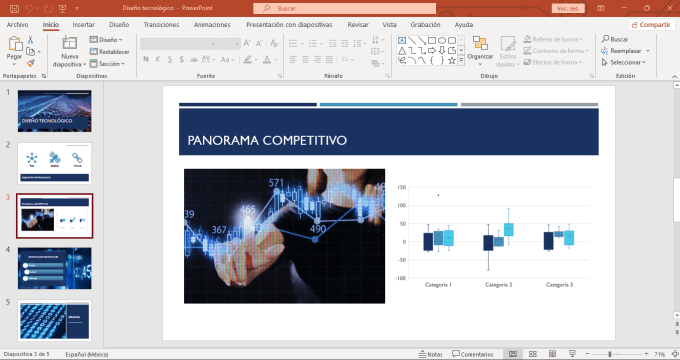 Diseño tecnológico - PowerPoint
Buscar
Inic. ses.
Archivo Inicio Insertar Diseño Transiciones Animaciones Presentación con diapositivas Revisar Vista Grabación Ayuda
Compartir
Pegar
Portapapeles
Nueva diapositiva
Diseño
Restablecer
Sección
Diapositivas
N K S S ab AV Aa A
Fuente
Párrafo
Organizar
Estilos rápidos
Relleno de forma
Contorno de forma
Efectos de forma
Dibujo
Buscar
Reemplazar
Seleccionar
Edición
1
DISEÑO TECNOLÓGICO
2
3
4
5
PANORAMA COMPETITIVO
39
367
465
571
490
150
100
50
0
-50
-100
Categoría 1 Categoría 2 Categoría 3
Diapositiva 3 de 5 Español (México)
Notas Comentarios
71%